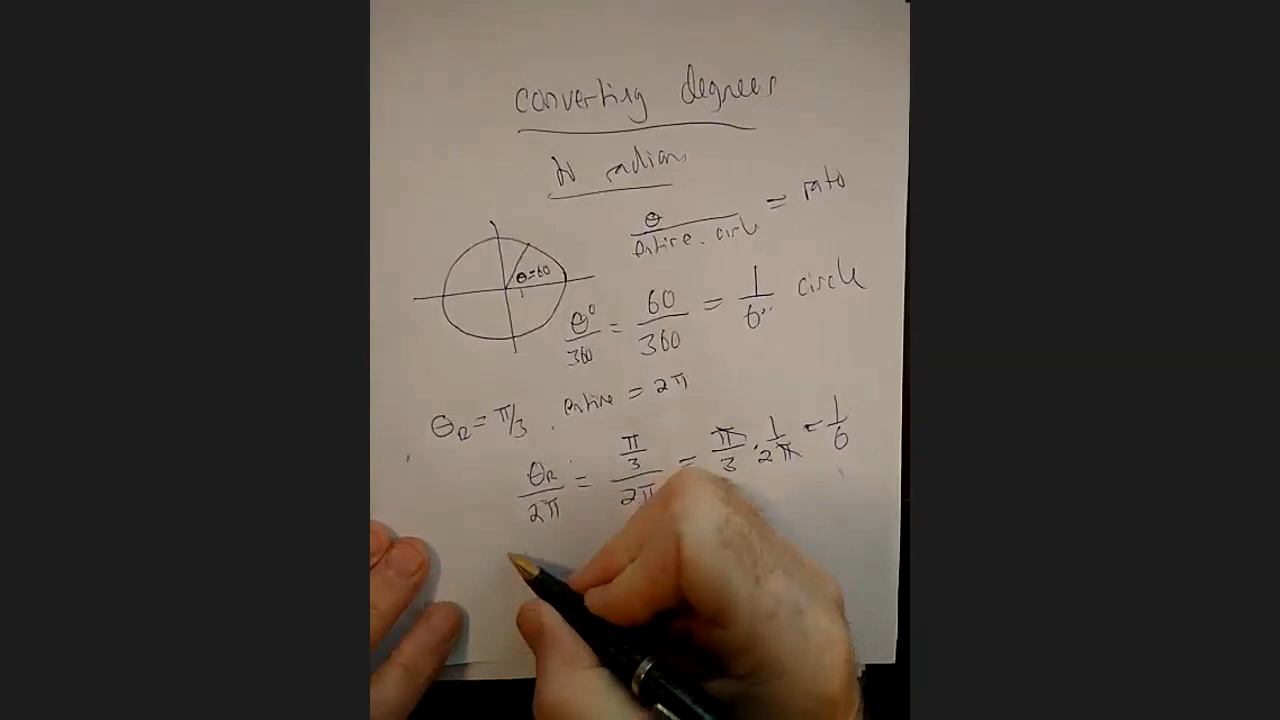 converting degrees
to radians
θ / entire circle = ratio
θ=60
θ° / 360 = 60 / 360 = 1 / 6 circle
θR = π/3 . entire = 2π
θR / 2π = π/3 / 2π = π/3 · 1/2π = 1/6